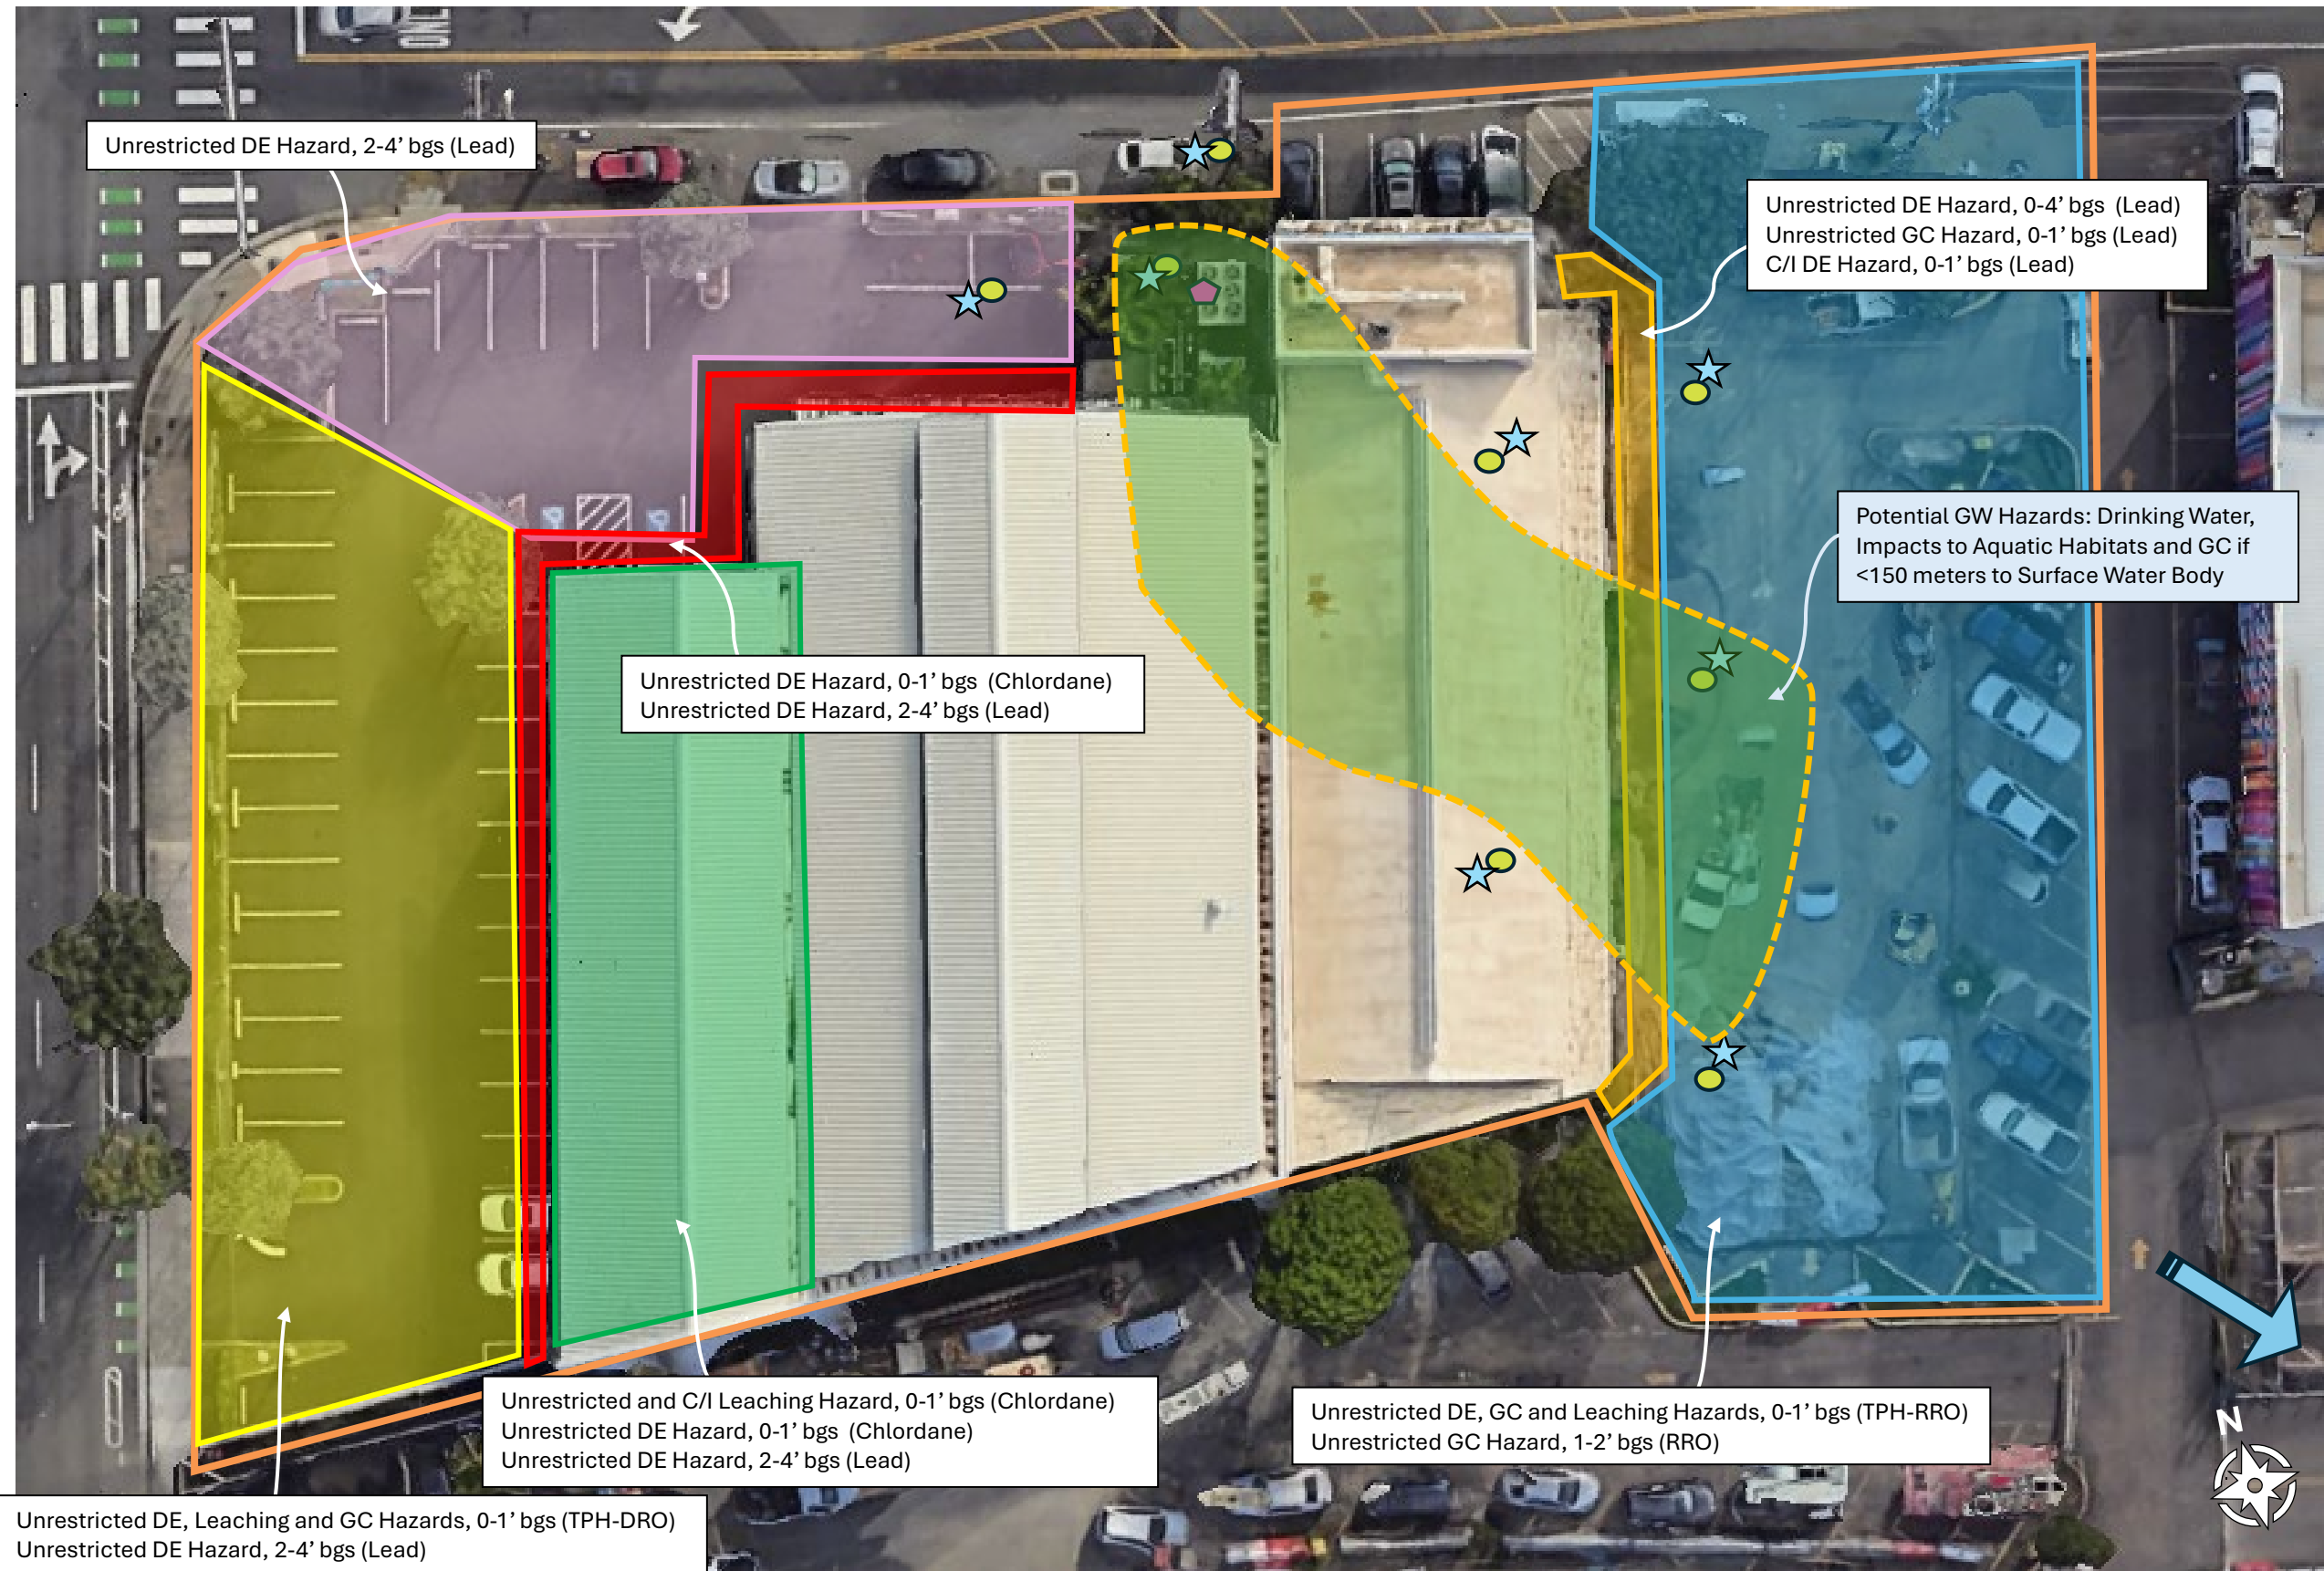 Unrestricted DE Hazard, 2-4’ bgs (Lead)
Unrestricted DE Hazard, 0-4’ bgs  (Lead)
Unrestricted GC Hazard, 0-1’ bgs (Lead)
C/I DE Hazard, 0-1’ bgs (Lead)
Potential GW Hazards: Drinking Water,
Impacts to Aquatic Habitats and GC if
<150 meters to Surface Water Body
Unrestricted DE Hazard, 0-1’ bgs  (Chlordane)
Unrestricted DE Hazard, 2-4’ bgs (Lead)
Unrestricted and C/I Leaching Hazard, 0-1’ bgs (Chlordane)
Unrestricted DE Hazard, 0-1’ bgs  (Chlordane)
Unrestricted DE Hazard, 2-4’ bgs (Lead)
Unrestricted DE, GC and Leaching Hazards, 0-1’ bgs (TPH-RRO)
Unrestricted GC Hazard, 1-2’ bgs (RRO)
N
Unrestricted DE, Leaching and GC Hazards, 0-1’ bgs (TPH-DRO)
Unrestricted DE Hazard, 2-4’ bgs (Lead)